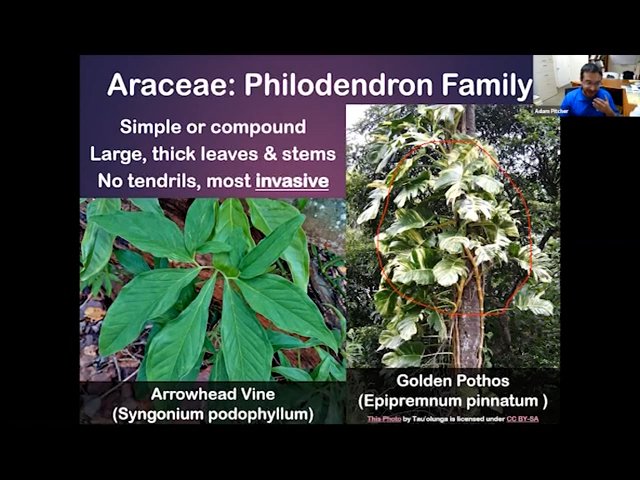 Araceae: Philodendron Family
Simple or compound
Large, thick leaves & stems
No tendrils, most invasive
Adam Pitcher
Arrowhead Vine
(Syngonium podophyllum)
Golden Pothos
(Epipremnum pinnatum )
This Photo by Tau'olunga is licensed under CC BY-SA